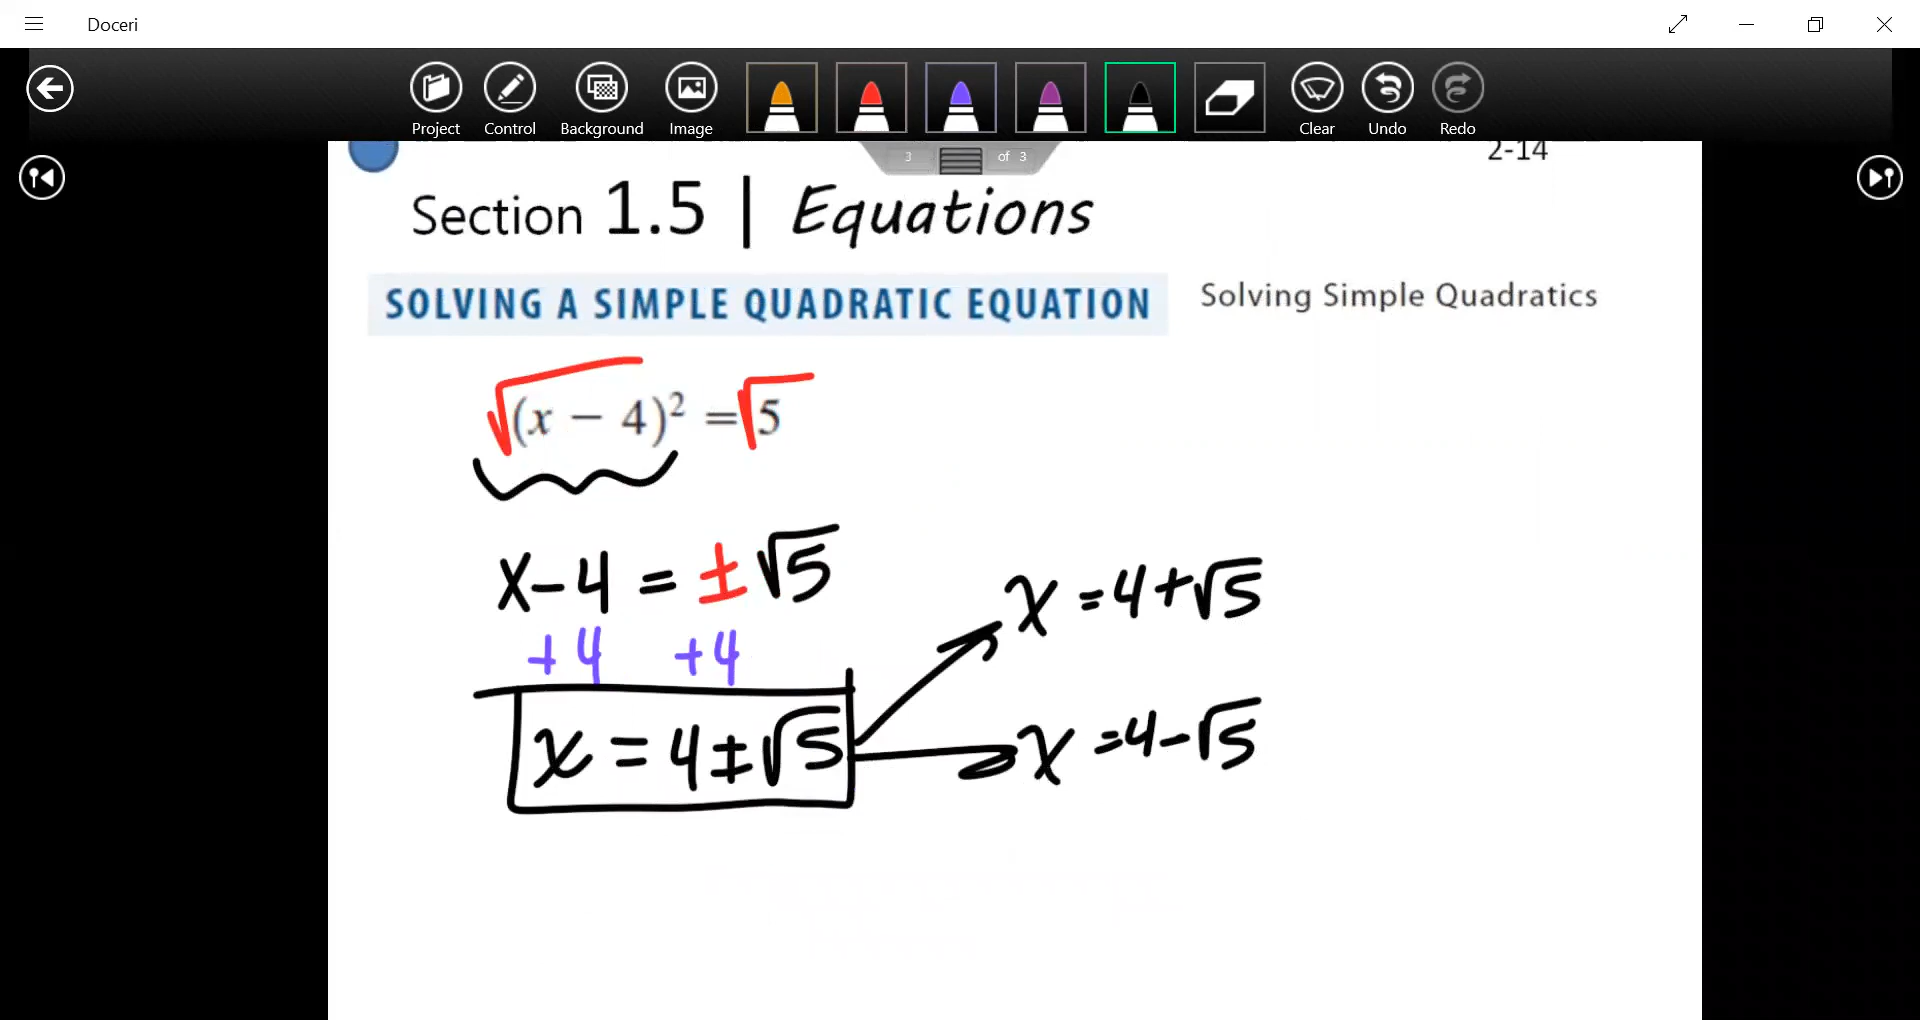 Doceri
Project Control Background Image Clear Undo Redo
3 of 3
2-14
Section 1.5 | Equations
SOLVING A SIMPLE QUADRATIC EQUATION
Solving Simple Quadratics
√(x − 4)² = √5
x − 4 = ± √5
+4 +4
x = 4 ± √5
x = 4 + √5
x = 4 − √5